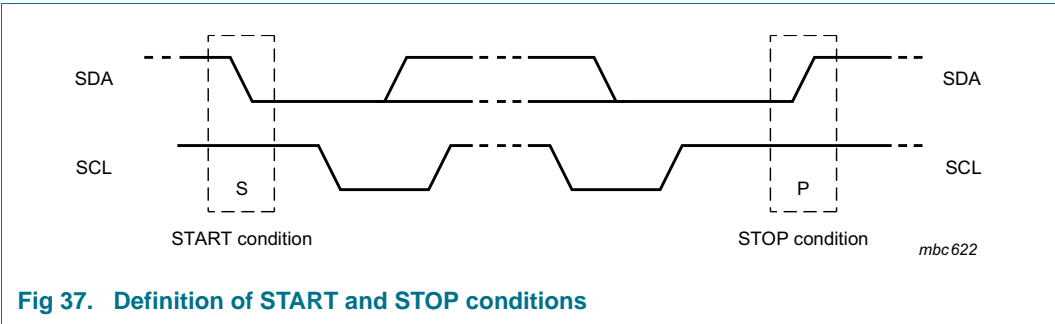 SDA
SDA
SCL
SCL
S
P
START condition
STOP condition
mbc622
Fig 37. Definition of START and STOP conditions